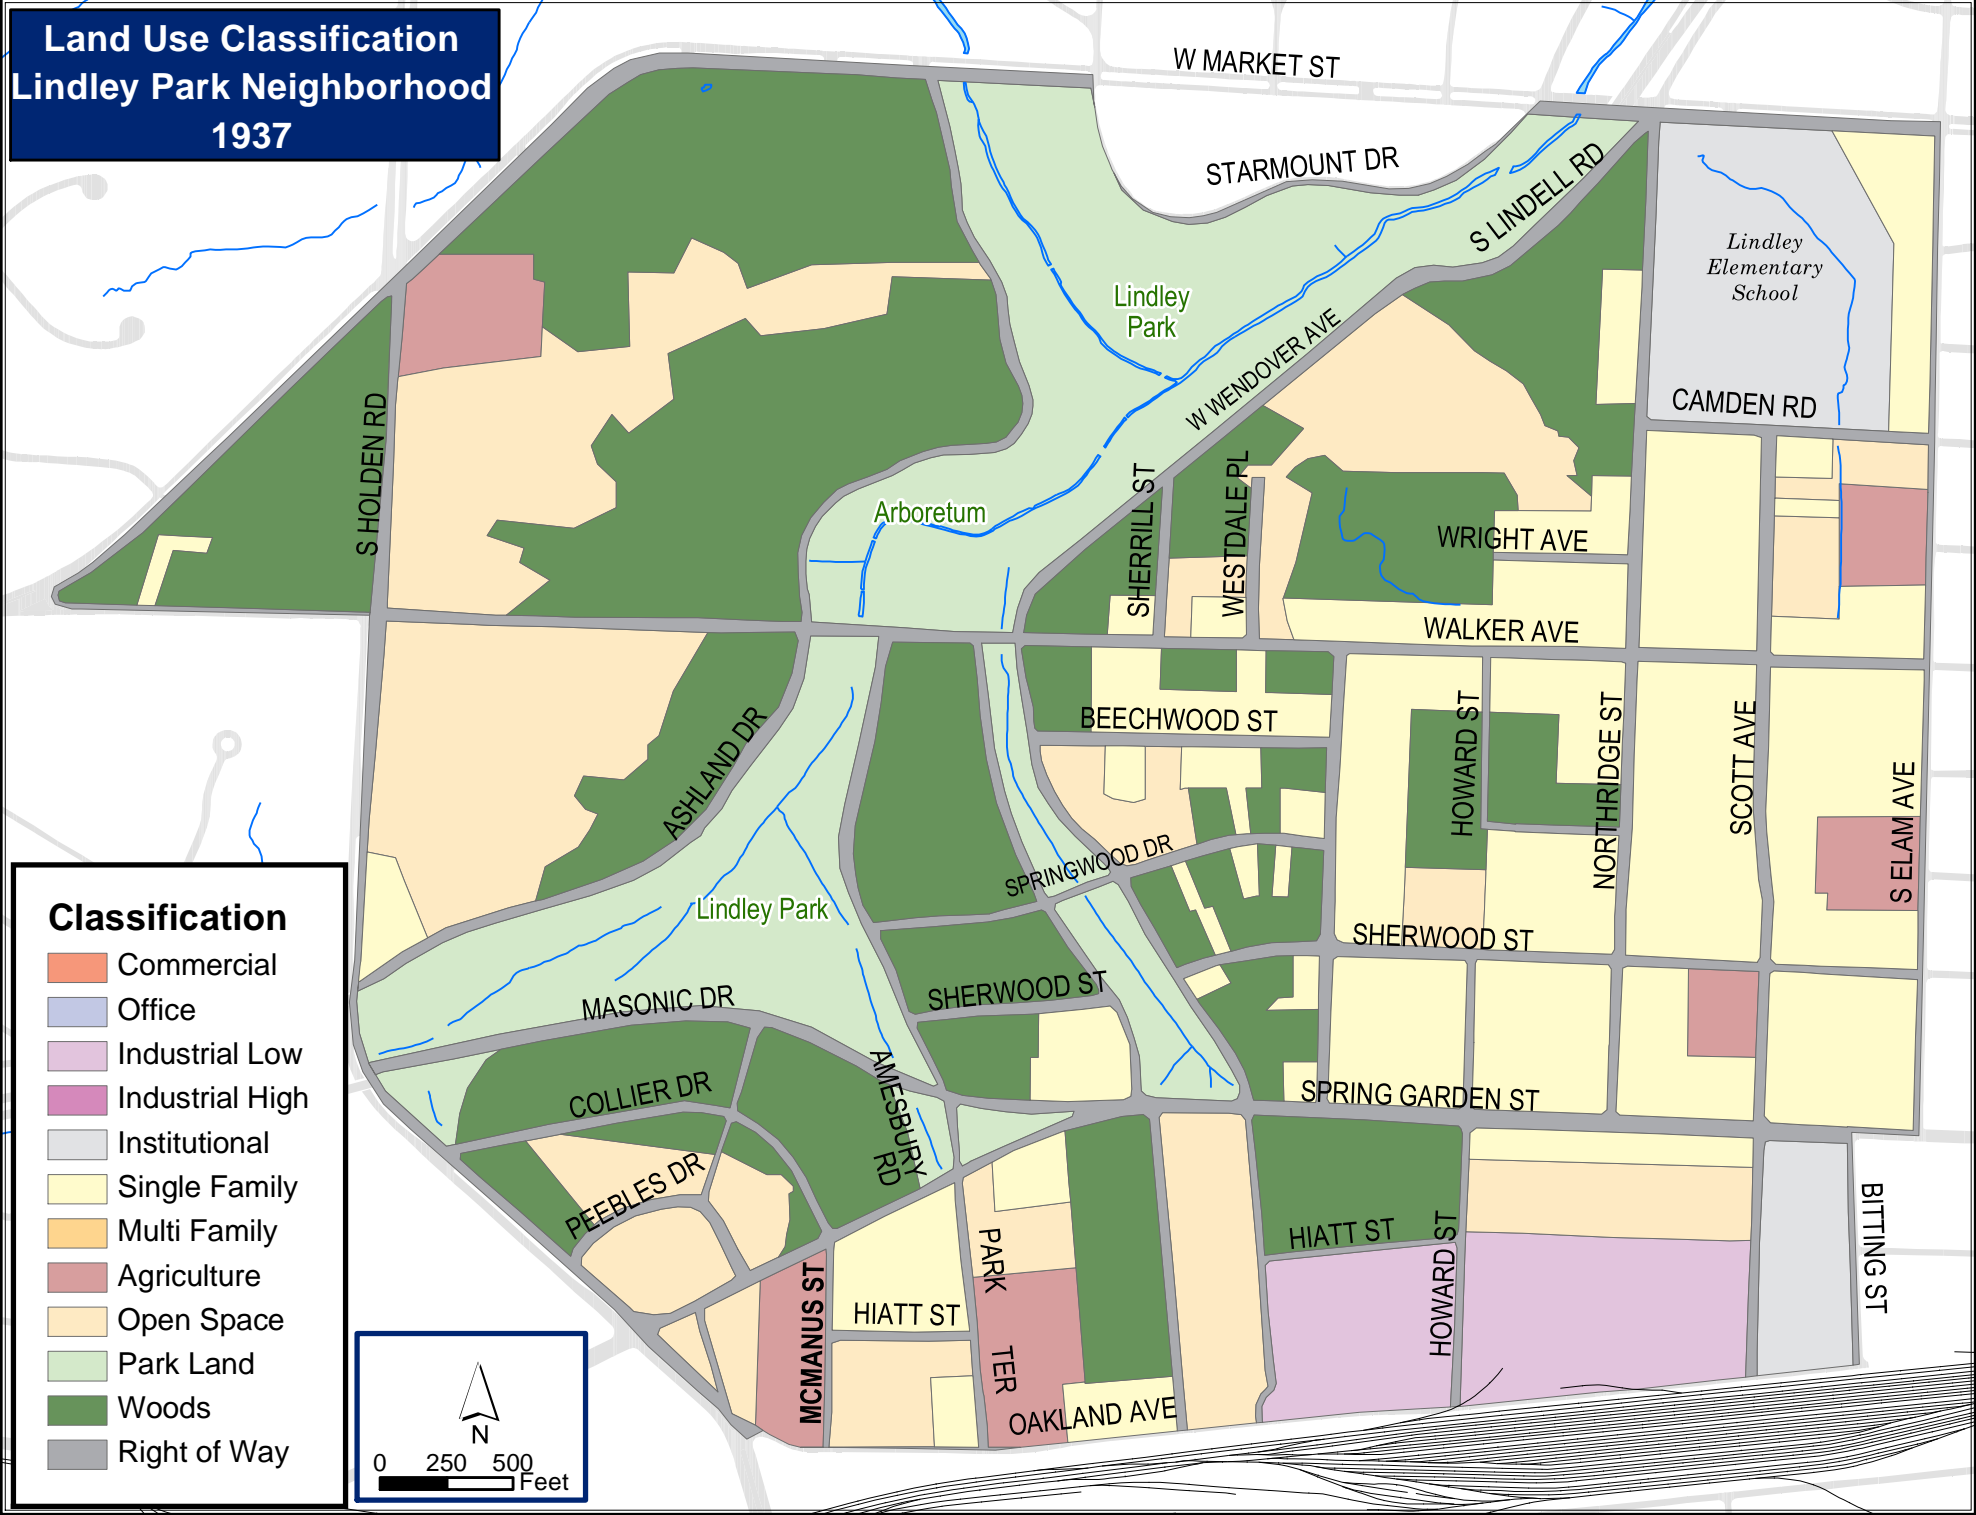 Land Use Classification
Lindley Park Neighborhood
1937
W MARKET ST
STARMOUNT DR
S LINDELL RD
Lindley
Elementary
School
Lindley
Park
W WENDOVER AVE
CAMDEN RD
S HOLDEN RD
Arboretum
SHERRILL ST
WESTDALE PL
WRIGHT AVE
WALKER AVE
BEECHWOOD ST
HOWARD ST
NORTHRIDGE ST
SCOTT AVE
S ELAM AVE
ASHLAND DR
SPRINGWOOD DR
Lindley Park
SHERWOOD ST
SHERWOOD ST
MASONIC DR
COLLIER DR
AMESBURY
RD
SPRING GARDEN ST
PEEBLES DR
HIATT ST
HOWARD ST
BITTING ST
PARK
TER
MCMANUS ST
HIATT ST
OAKLAND AVE
Classification
Commercial
Office
Industrial Low
Industrial High
Institutional
Single Family
Multi Family
Agriculture
Open Space
Park Land
Woods
Right of Way
N
0 250 500
Feet